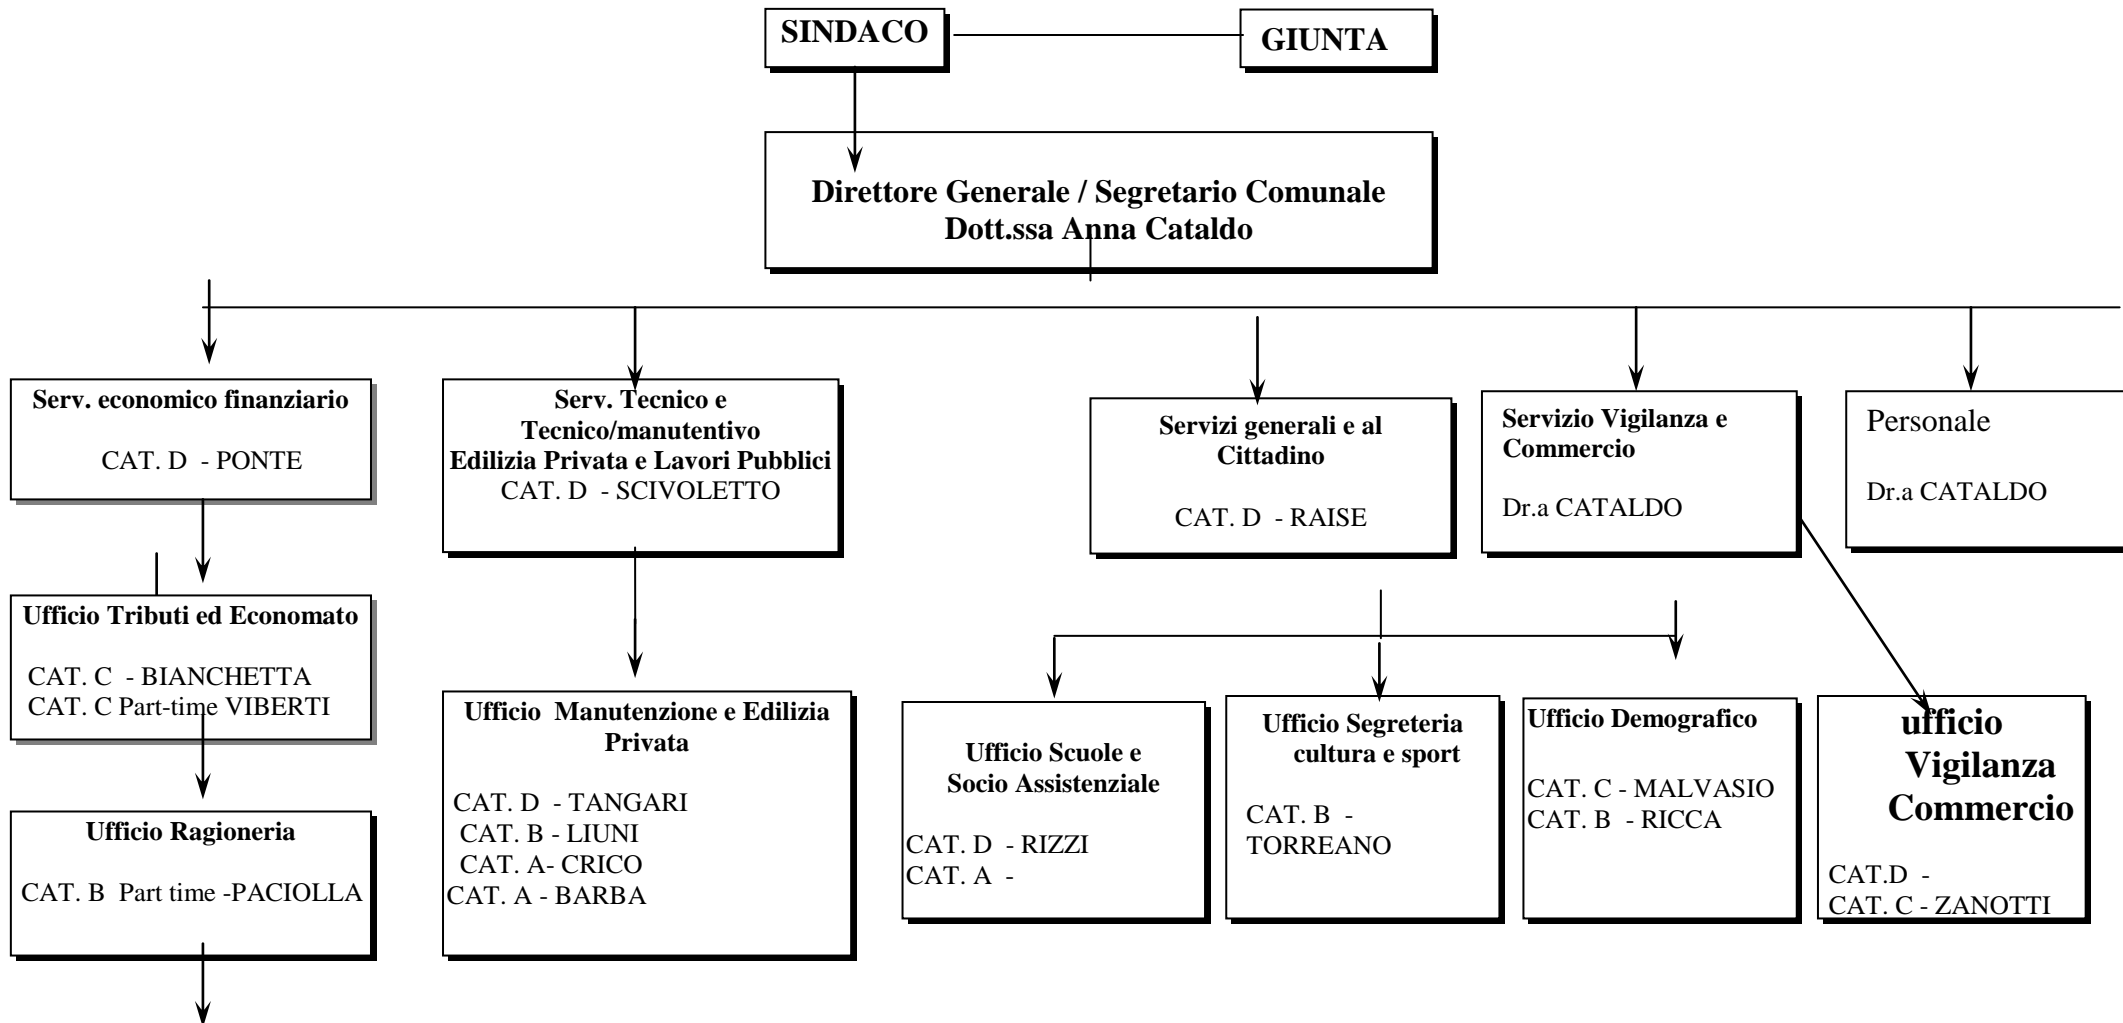 SINDACO
GIUNTA
Direttore Generale / Segretario Comunale
Dott.ssa Anna Cataldo
Serv. economico finanziario
CAT. D - PONTE
Serv. Tecnico e
Tecnico/manutentivo
Edilizia Privata e Lavori Pubblici
CAT. D - SCIVOLETTO
Servizi generali e al
Cittadino
CAT. D - RAISE
Servizio Vigilanza e
Commercio
Dr.a CATALDO
Personale
Dr.a CATALDO
Ufficio Tributi ed Economato
CAT. C - BIANCHETTA
CAT. C Part-time VIBERTI
Ufficio Manutenzione e Edilizia
Privata
CAT. D - TANGARI
CAT. B - LIUNI
CAT. A- CRICO
CAT. A - BARBA
Ufficio Scuole e
Socio Assistenziale
CAT. D - RIZZI
CAT. A -
Ufficio Segreteria
cultura e sport
CAT. B -
TORREANO
Ufficio Demografico
CAT. C - MALVASIO
CAT. B - RICCA
ufficio
Vigilanza
Commercio
CAT.D -
CAT. C - ZANOTTI
Ufficio Ragioneria
CAT. B Part time -PACIOLLA